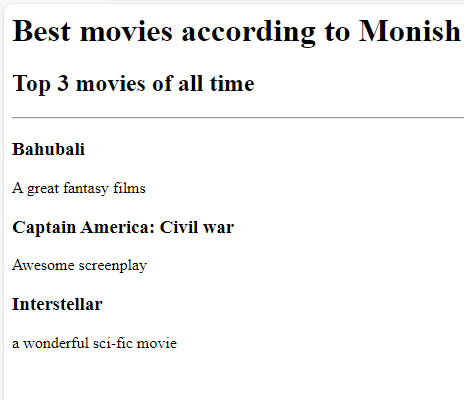 Best movies according to Monish
Top 3 movies of all time
Bahubali
A great fantasy films
Captain America: Civil war
Awesome screenplay
Interstellar
a wonderful sci-fic movie